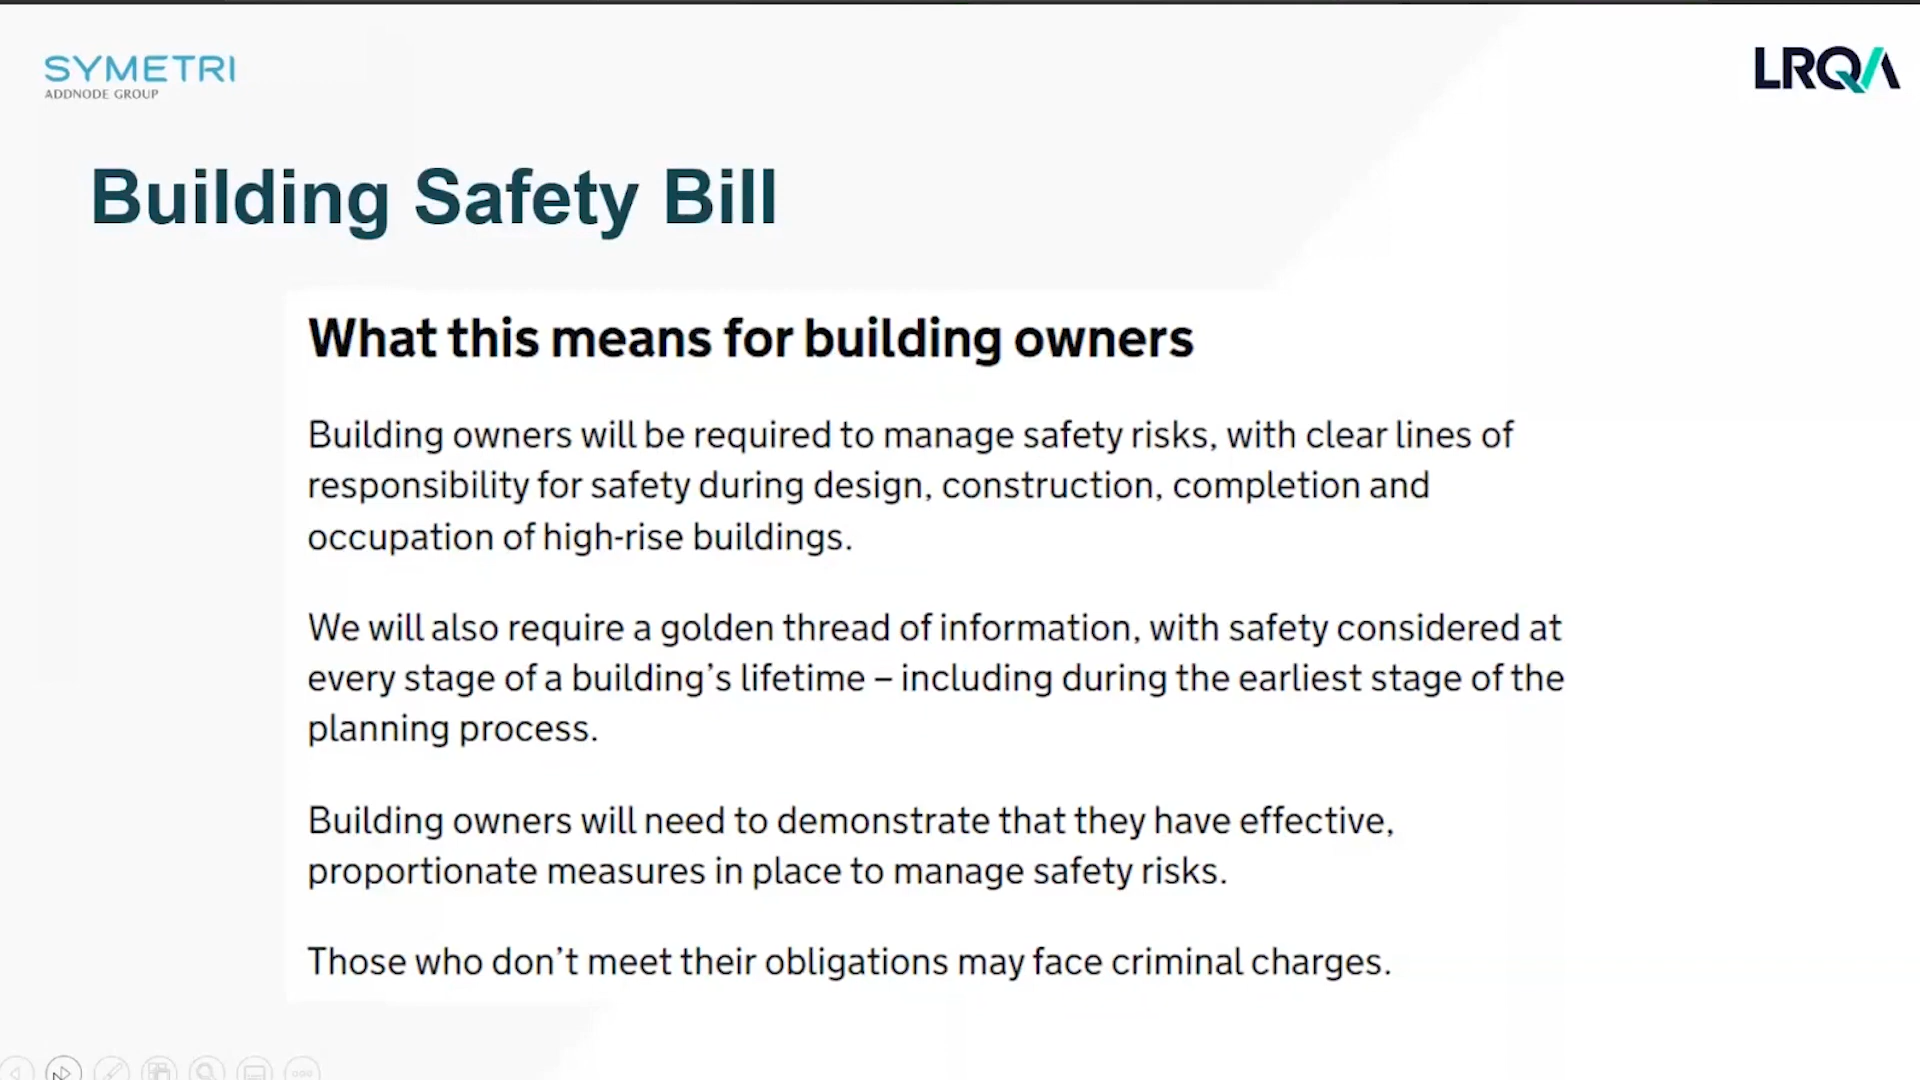 SYMETRI
ADDNODE GROUP
LRQA
Building Safety Bill
What this means for building owners
Building owners will be required to manage safety risks, with clear lines of
responsibility for safety during design, construction, completion and
occupation of high-rise buildings.
We will also require a golden thread of information, with safety considered at
every stage of a building's lifetime – including during the earliest stage of the
planning process.
Building owners will need to demonstrate that they have effective,
proportionate measures in place to manage safety risks.
Those who don't meet their obligations may face criminal charges.